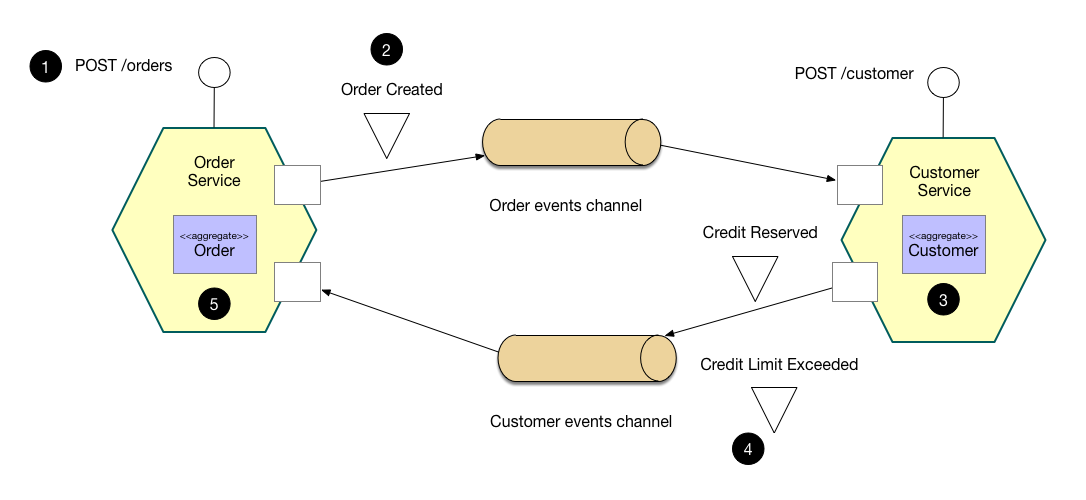 1
POST /orders
2
Order Created
POST /customer
Order
Service
Customer
Service
Order events channel
<<aggregate>>
Order
<<aggregate>>
Customer
Credit Reserved
5
3
Credit Limit Exceeded
Customer events channel
4